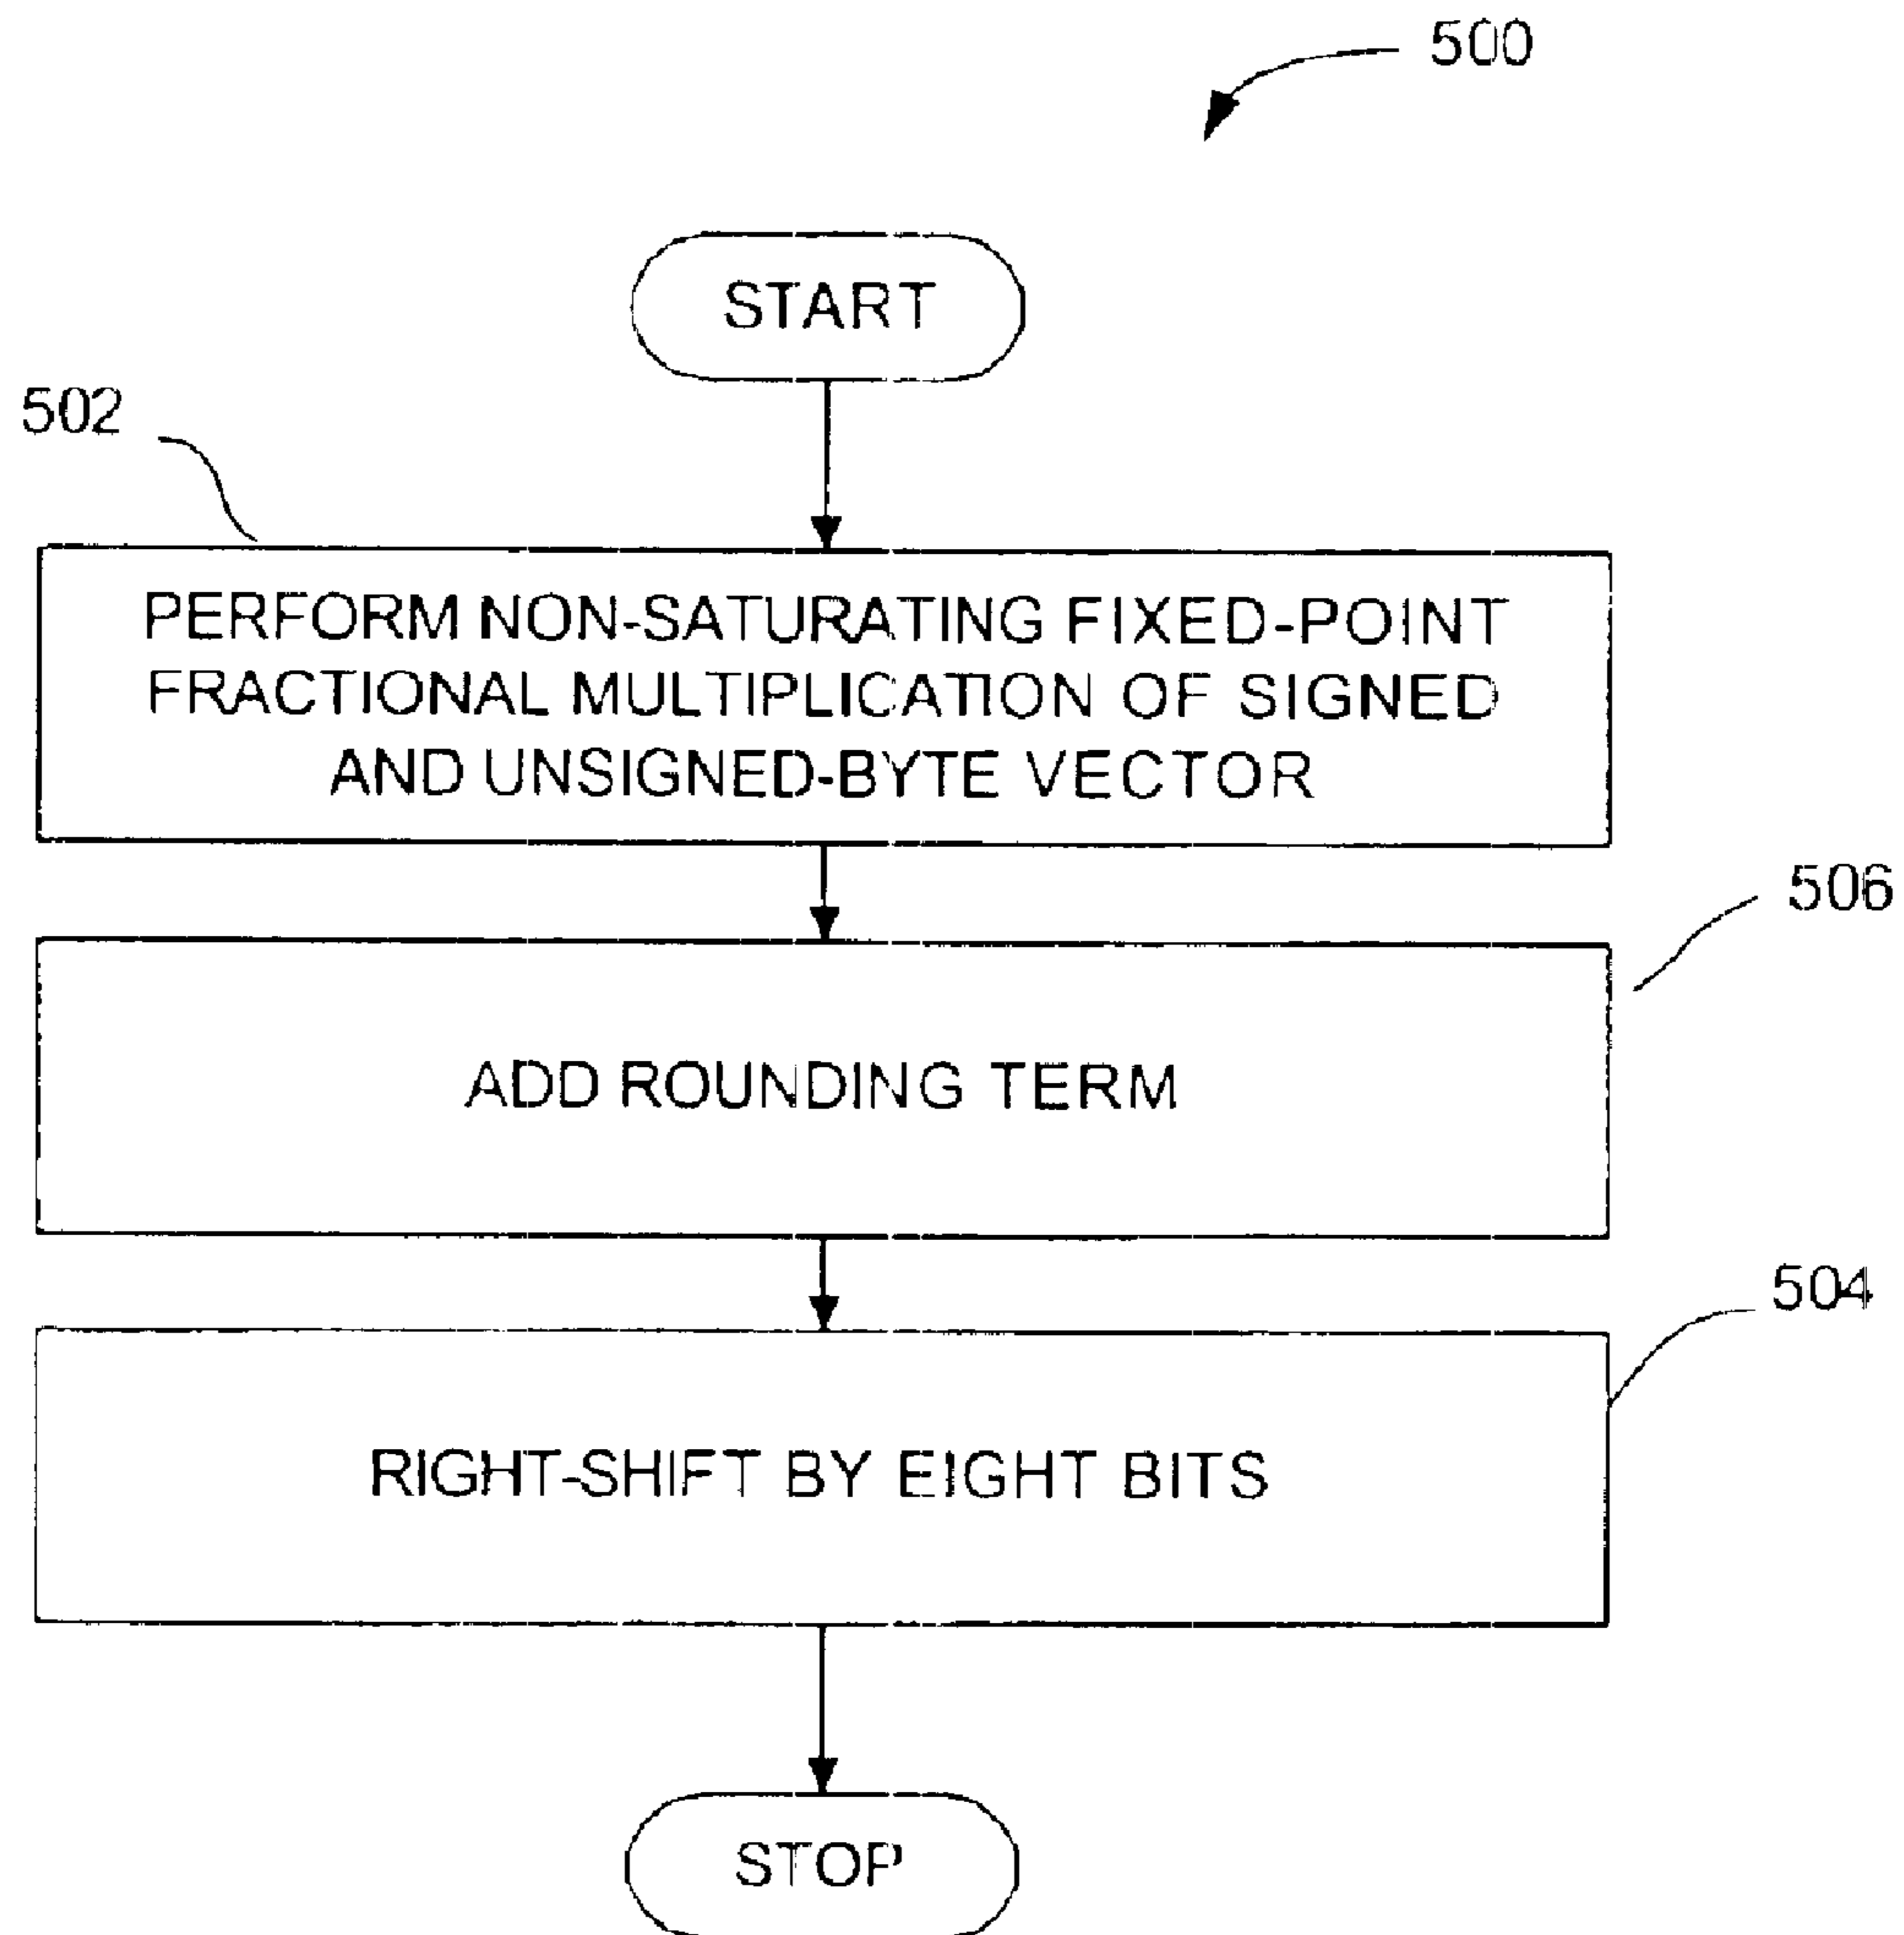 500
START
502
PERFORM NON-SATURATING FIXED-POINT
FRACTIONAL MULTIPLICATION OF SIGNED
AND UNSIGNED-BYTE VECTOR
506
ADD ROUNDING TERM
504
RIGHT-SHIFT BY EIGHT BITS
STOP